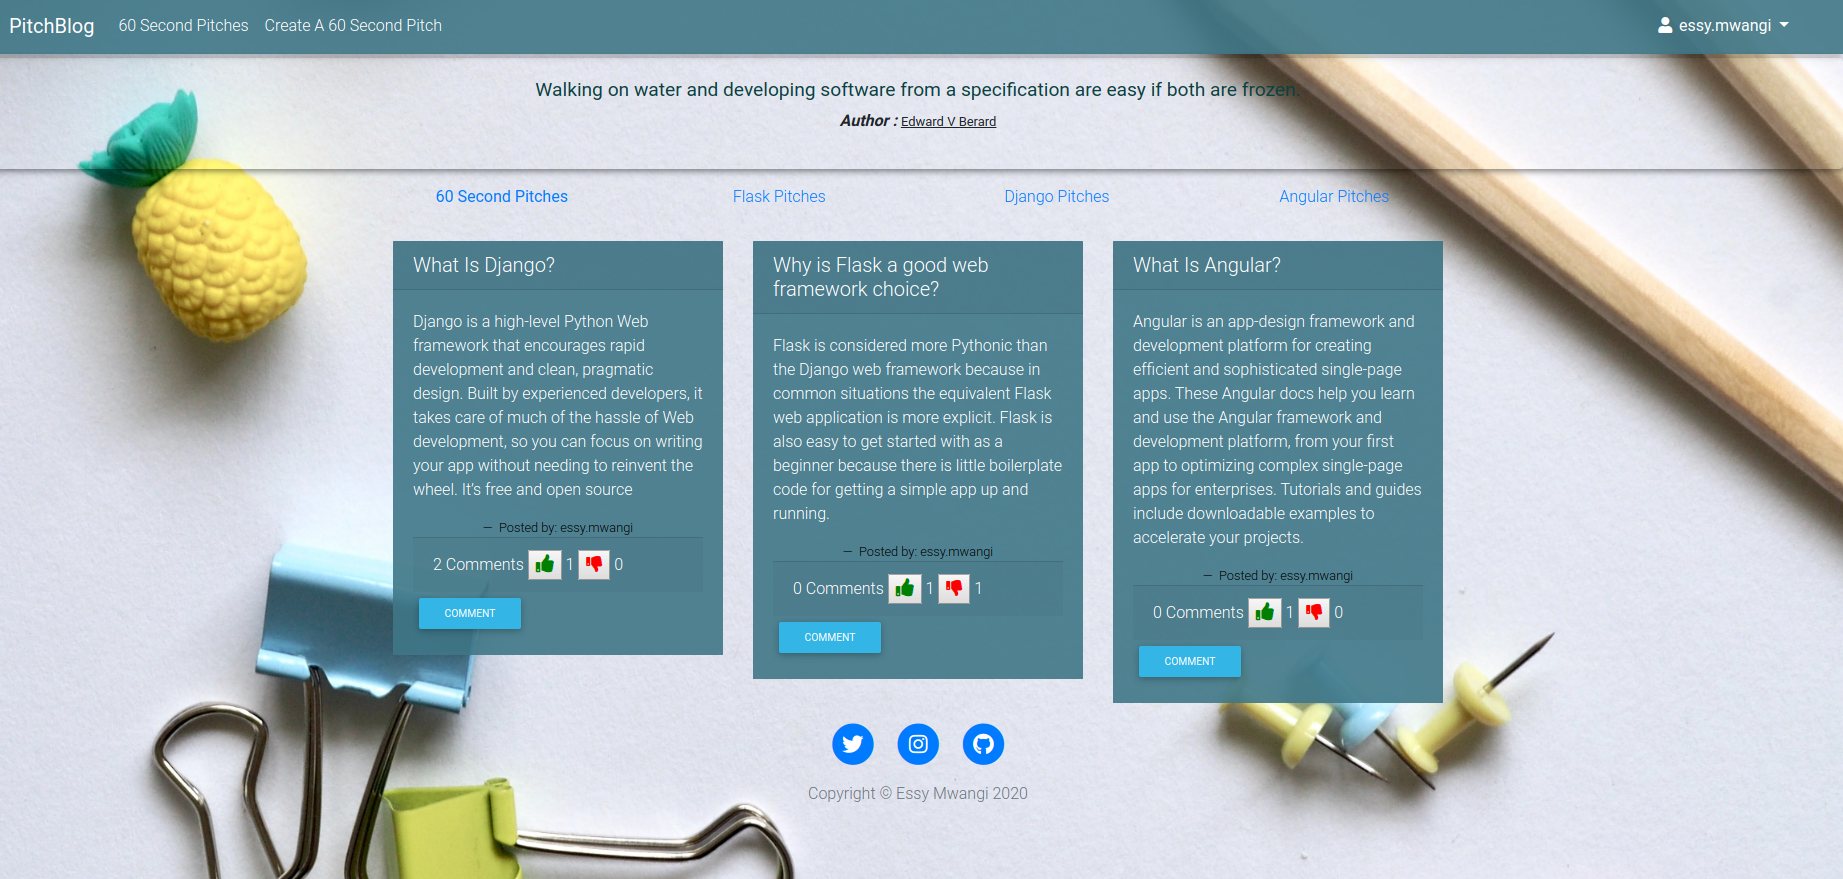 PitchBlog 60 Second Pitches Create A 60 Second Pitch essy.mwangi
Walking on water and developing software from a specification are easy if both are frozen.
Author : Edward V Berard
60 Second Pitches Flask Pitches Django Pitches Angular Pitches
What Is Django?
Django is a high-level Python Web
framework that encourages rapid
development and clean, pragmatic
design. Built by experienced developers, it
takes care of much of the hassle of Web
development, so you can focus on writing
your app without needing to reinvent the
wheel. It's free and open source
— Posted by: essy.mwangi
2 Comments 1 0
COMMENT
Why is Flask a good web
framework choice?
Flask is considered more Pythonic than
the Django web framework because in
common situations the equivalent Flask
web application is more explicit. Flask is
also easy to get started with as a
beginner because there is little boilerplate
code for getting a simple app up and
running.
— Posted by: essy.mwangi
0 Comments 1 1
COMMENT
What Is Angular?
Angular is an app-design framework and
development platform for creating
efficient and sophisticated single-page
apps. These Angular docs help you learn
and use the Angular framework and
development platform, from your first
app to optimizing complex single-page
apps for enterprises. Tutorials and guides
include downloadable examples to
accelerate your projects.
— Posted by: essy.mwangi
0 Comments 1 0
COMMENT
Copyright © Essy Mwangi 2020